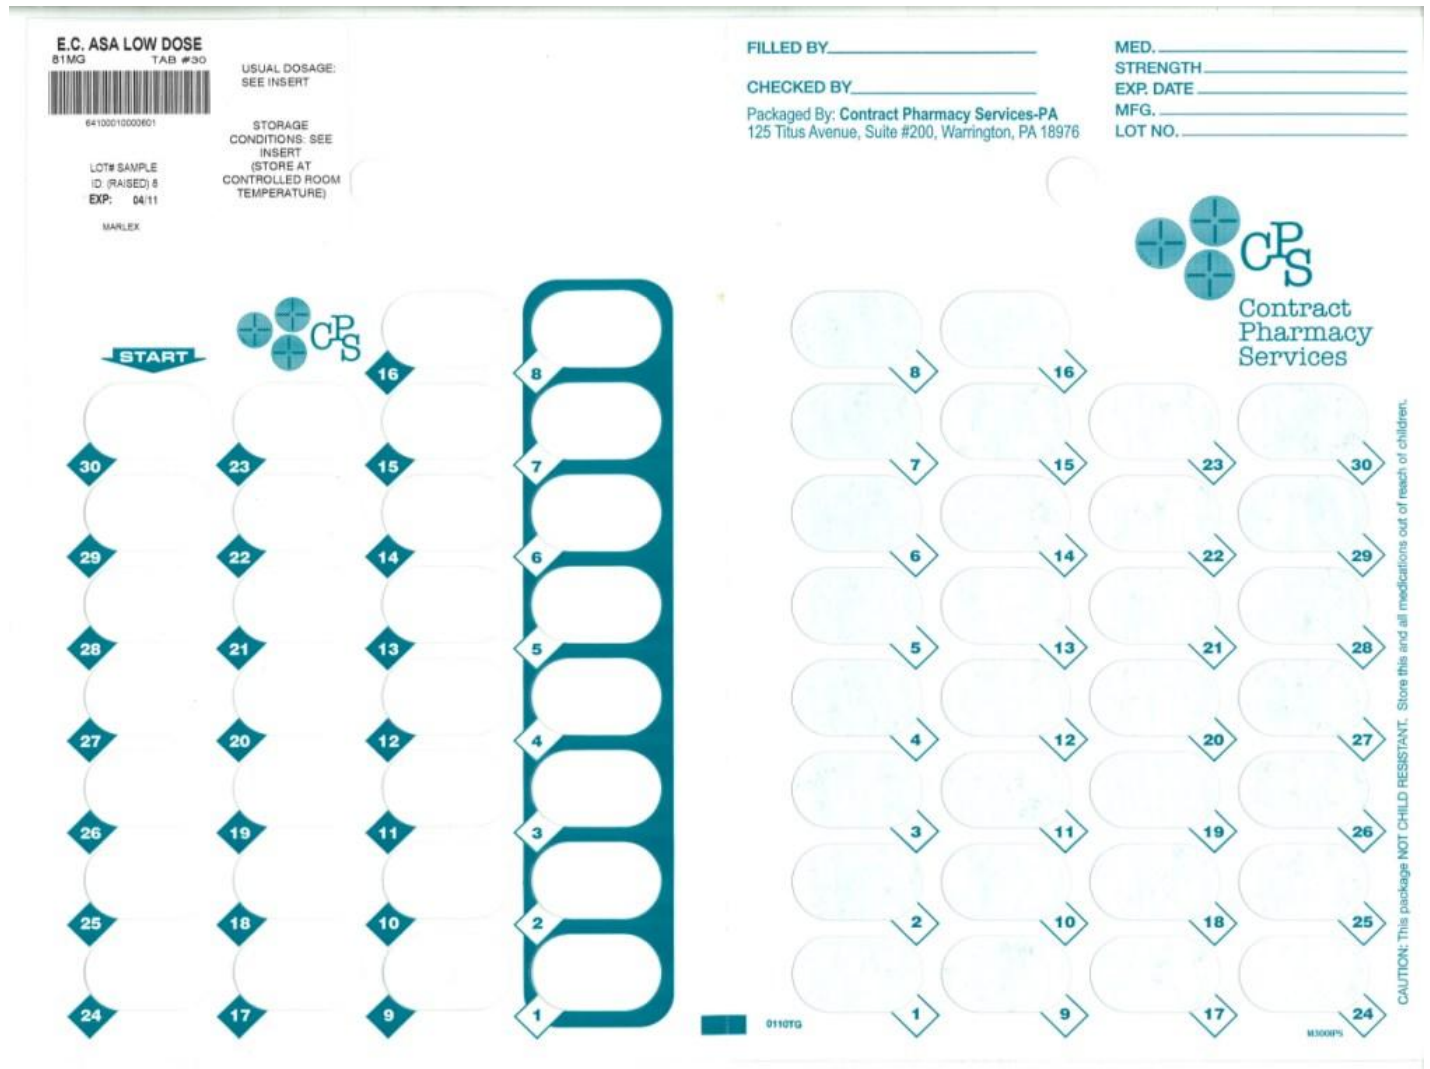 E.C. ASA LOW DOSE
81MG TAB #30
64100010000601
LOT# SAMPLE
ID: (RAISED) 8
EXP: 04/11
MARLEX
USUAL DOSAGE:
SEE INSERT
STORAGE
CONDITIONS: SEE
INSERT
(STORE AT
CONTROLLED ROOM
TEMPERATURE)
FILLED BY
CHECKED BY
Packaged By: Contract Pharmacy Services-PA
125 Titus Avenue, Suite #200, Warrington, PA 18976
MED.
STRENGTH
EXP. DATE
MFG.
LOT NO.
CPS
Contract
Pharmacy
Services
START
CPS
16 8
30 23 15 7
29 22 14 6
28 21 13 5
27 20 12 4
26 19 11 3
25 18 10 2
24 17 9 1
8 16
7 15 23 30
6 14 22 29
5 13 21 28
4 12 20 27
3 11 19 26
2 10 18 25
1 9 17 24
0110TG
M300IPS
CAUTION: This package NOT CHILD RESISTANT. Store this and all medications out of reach of children.